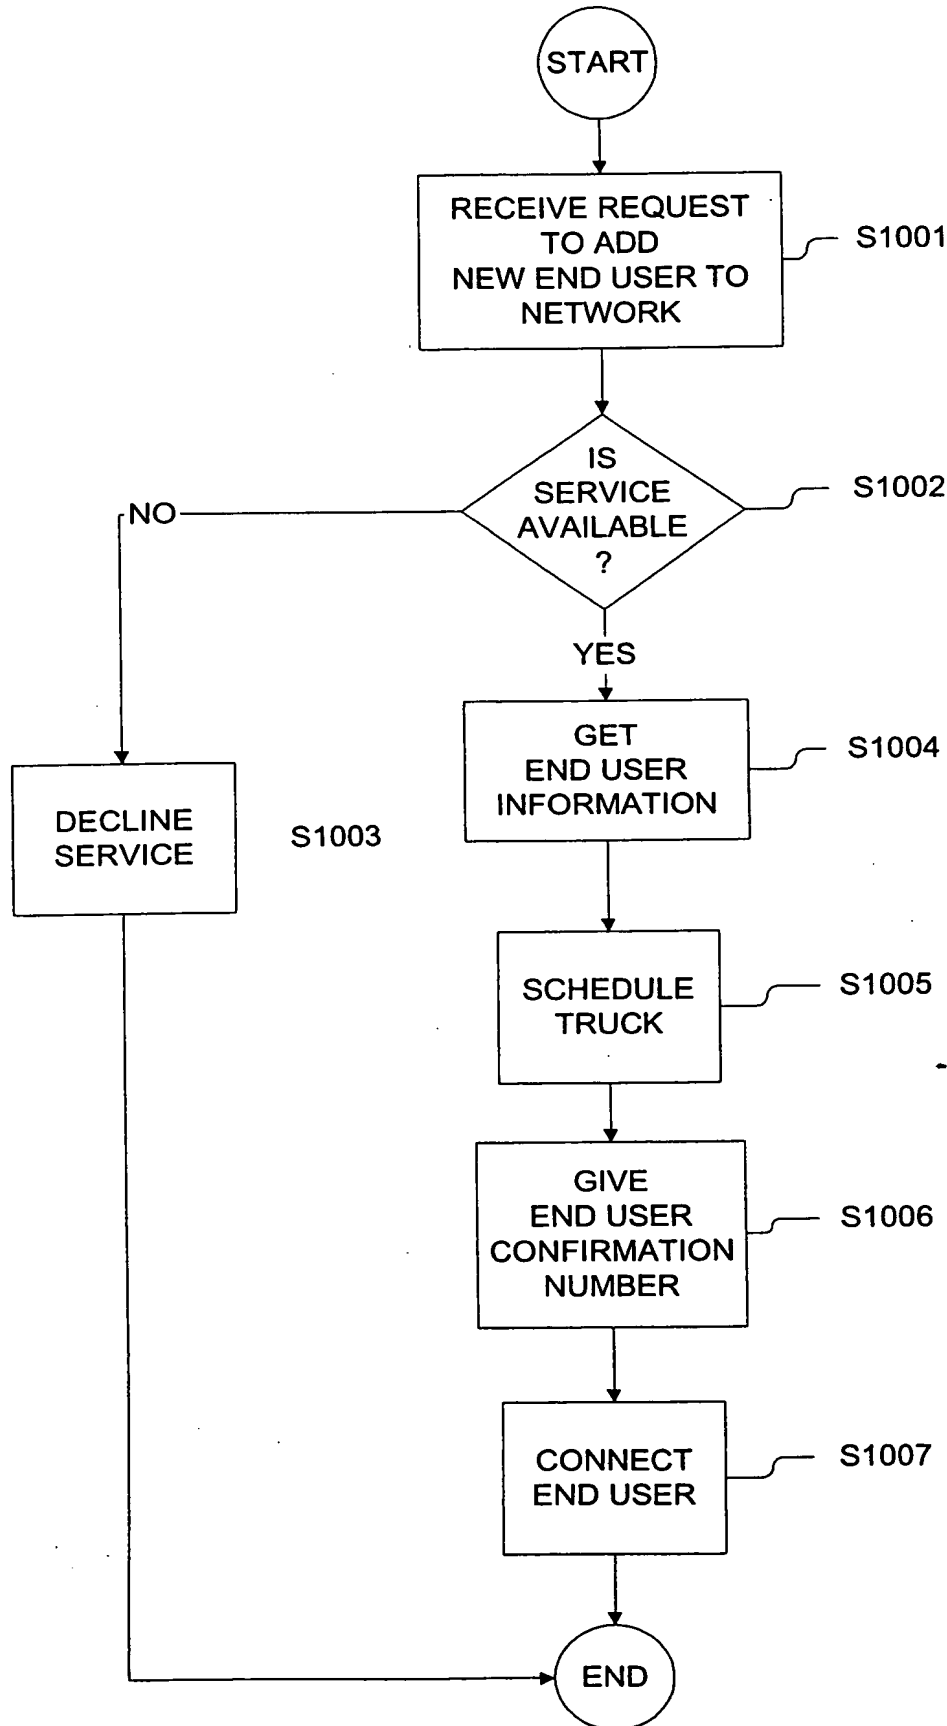 START
RECEIVE REQUEST
TO ADD
NEW END USER TO
NETWORK
S1001
IS
SERVICE
AVAILABLE
?
S1002
NO
YES
GET
END USER
INFORMATION
S1004
DECLINE
SERVICE
S1003
SCHEDULE
TRUCK
S1005
GIVE
END USER
CONFIRMATION
NUMBER
S1006
CONNECT
END USER
S1007
END